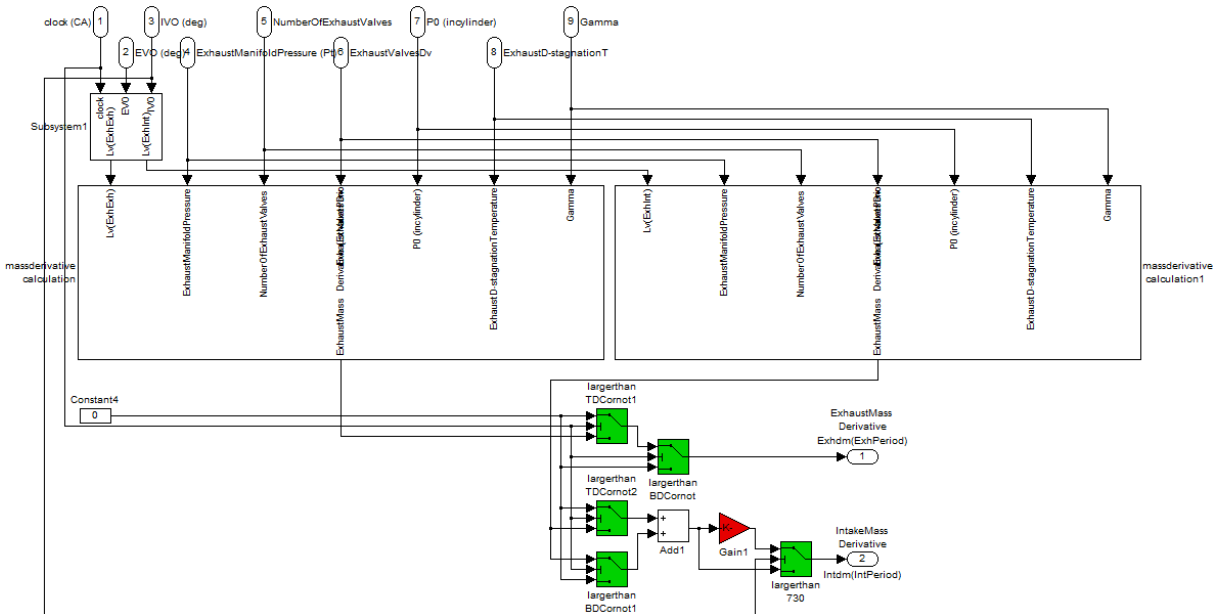 clock (CA)
1
3
IVO (deg)
5
NumberOfExhaustValves
7
P0 (incylinder)
9
Gamma
2
EVO (deg)
4
ExhaustManifoldPressure (Pt)
6
ExhaustValvesDv
8
ExhaustD-stagnationT
Subsystem1
clock
EVO
IVO
Lv(ExhExh)
Lv(ExhInt)
massderivative
calculation
Lv(ExhExh)
ExhaustManifoldPressure
NumberOfExhaustValves
ExhaustMass
P0 (incylinder)
ExhaustD-stagnationTemperature
Gamma
massderivative
calculation1
Lv(ExhInt)
ExhaustManifoldPressure
NumberOfExhaustValves
ExhaustMass
P0 (incylinder)
ExhaustD-stagnationTemperature
Gamma
Constant4
0
largerthan
TDCornot1
largerthan
BDCornot
ExhaustMass
Derivative
Exhdm(ExhPeriod)
1
largerthan
TDCornot2
largerthan
BDCornot1
+
+
Add1
Gain1
largerthan
730
IntakeMass
Derivative
2
Intdm(IntPeriod)